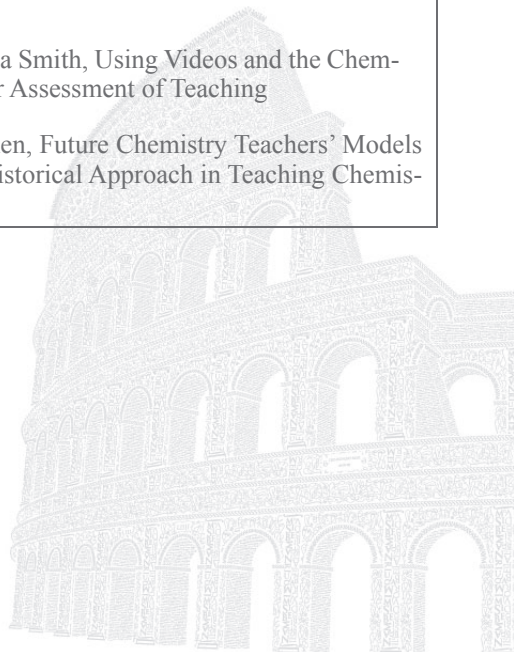 a Smith, Using Videos and the Chem-
r Assessment of Teaching
en, Future Chemistry Teachers’ Models
istorical Approach in Teaching Chemis-